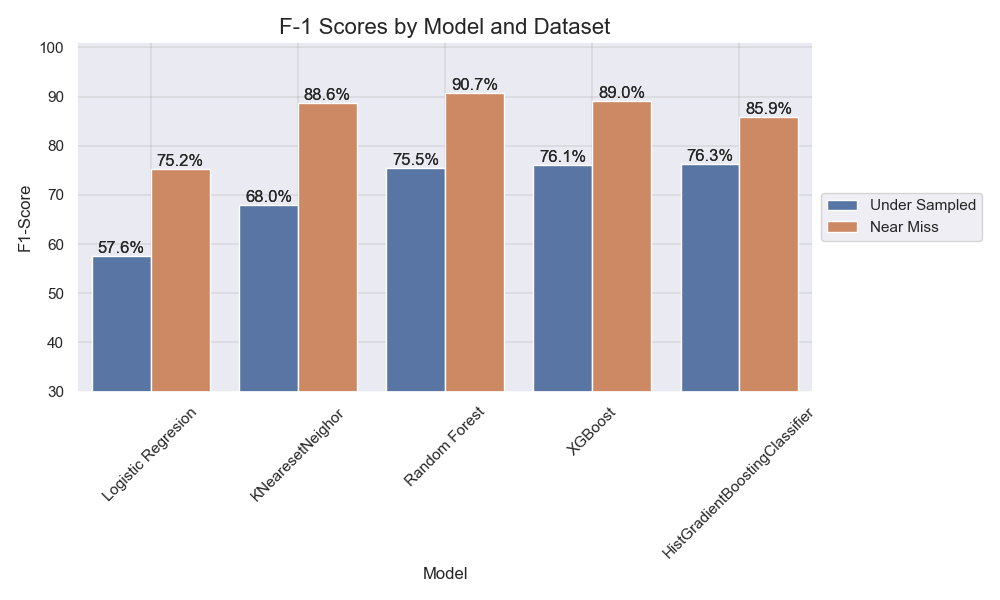 F-1 Scores by Model and Dataset
100
90
80
70
60
50
40
30
F1-Score
57.6%
75.2%
68.0%
88.6%
75.5%
90.7%
76.1%
89.0%
76.3%
85.9%
Under Sampled
Near Miss
Logistic Regresion
KNearesetNeighor
Random Forest
XGBoost
HistGradientBoostingClassifier
Model